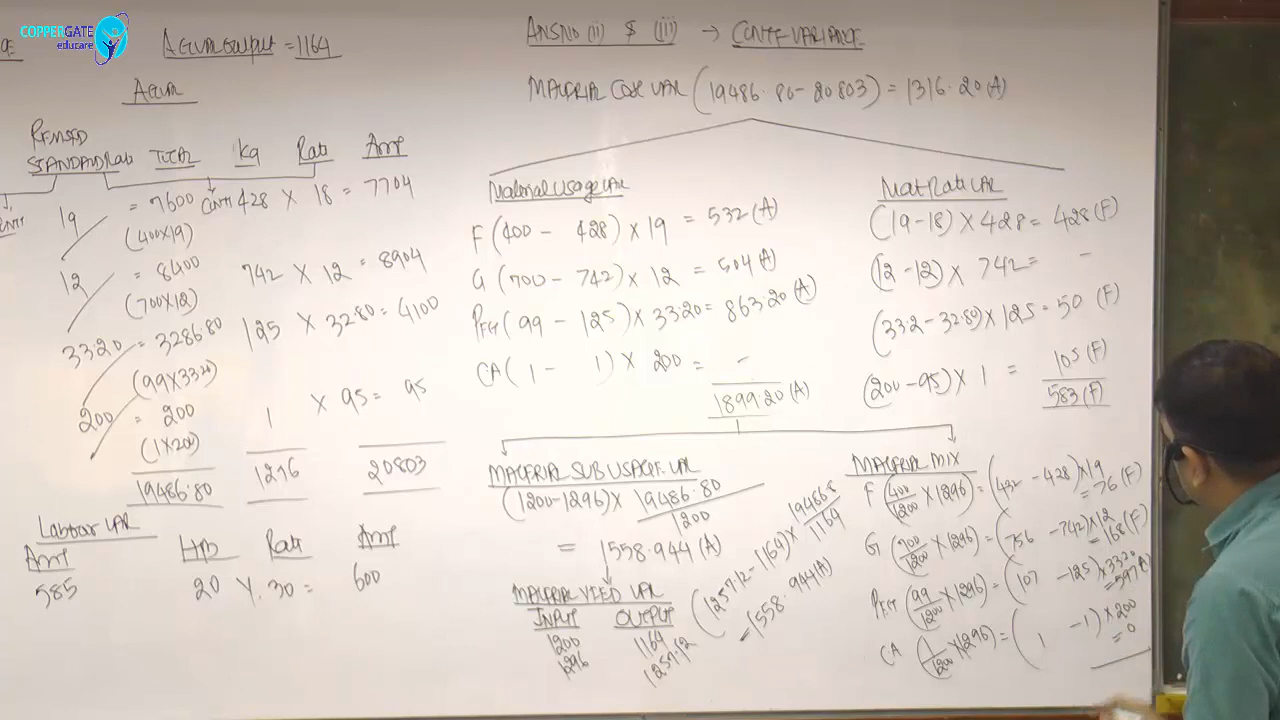 COPPERGATE
educare
ACTUAL OUTPUT = 1164
ACTUAL
REVISED
STANDARD Rate TOTAL Kg Rate Amt
19 = 7600 428 X 18 = 7704
(400X19)
12 = 8400 742 X 12 = 8904
(700X12)
33.20 = 3286.80 125 X 32.80 = 4100
(99X33.20)
200 = 200 1 X 95 = 95
(1X200)
19486.80 1296 20803
Labour VAR
Amt HRS Rate Amt
585 20 X 30 = 600
ANS NO (ii) & (iii) → CONTF VARIANCE
MATERIAL COST VAR (19486.80 - 20803) = 1316.20 (A)
Material Usage VAR
F (400 - 428) X 19 = 532 (A)
G (700 - 742) X 12 = 504 (A)
PFGT (99 - 125) X 33.20 = 863.20 (A)
CA ( 1 - 1) X 200 = -
1899.20 (A)
Mat Rate VAR
(19-18) X 428 = 428 (F)
(12-12) X 742 = -
(33.2 - 32.80) X 125 = 50 (F)
(200-95) X 1 = 105 (F)
583 (F)
MATERIAL SUB USAGE VAR
(1200-1296) X 19486.80
1200
= 1558.944 (A)
MATERIAL YIELD VAR
INPUT OUTPUT
1200 1164
1296 1257.12
(1257.12 - 1164) X 19486.8
1164
= 1558.944 (A)
MATERIAL MIX
F (400/1200 X 1296) = (432 - 428) X 19
= 76 (F)
G (700/1200 X 1296) = (756 - 742) X 12
= 168 (F)
PFGT (99/1200 X 1296) = (107 - 125) X 33.20
= 597 (A)
CA (1/1200 X 1296) = ( 1 - 1) X 200
= 0